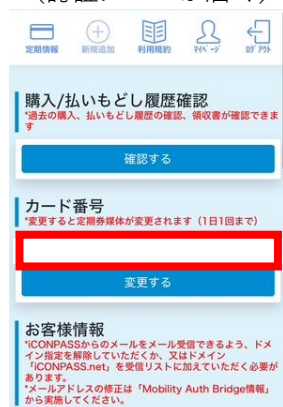 定期情報 新規追加 利用規約 ﾏｲﾍﾟｰｼﾞ ﾛｸﾞｱｳﾄ
購入/払いもどし履歴確認
*過去の購入、払いもどし履歴の確認、領収書が確認できま
す
確認する
カード番号
*変更すると定期券媒体が変更されます（1日1回まで）
変更する
お客様情報
*iCONPASSからのメールをメール受信できるよう、ドメ
イン指定を解除していただくか、又はドメイン
「iCONPASS.net」を受信リストに加えていただく必要が
あります。
*メールアドレスの修正は「Mobility Auth Bridge情報」
から実施してください。